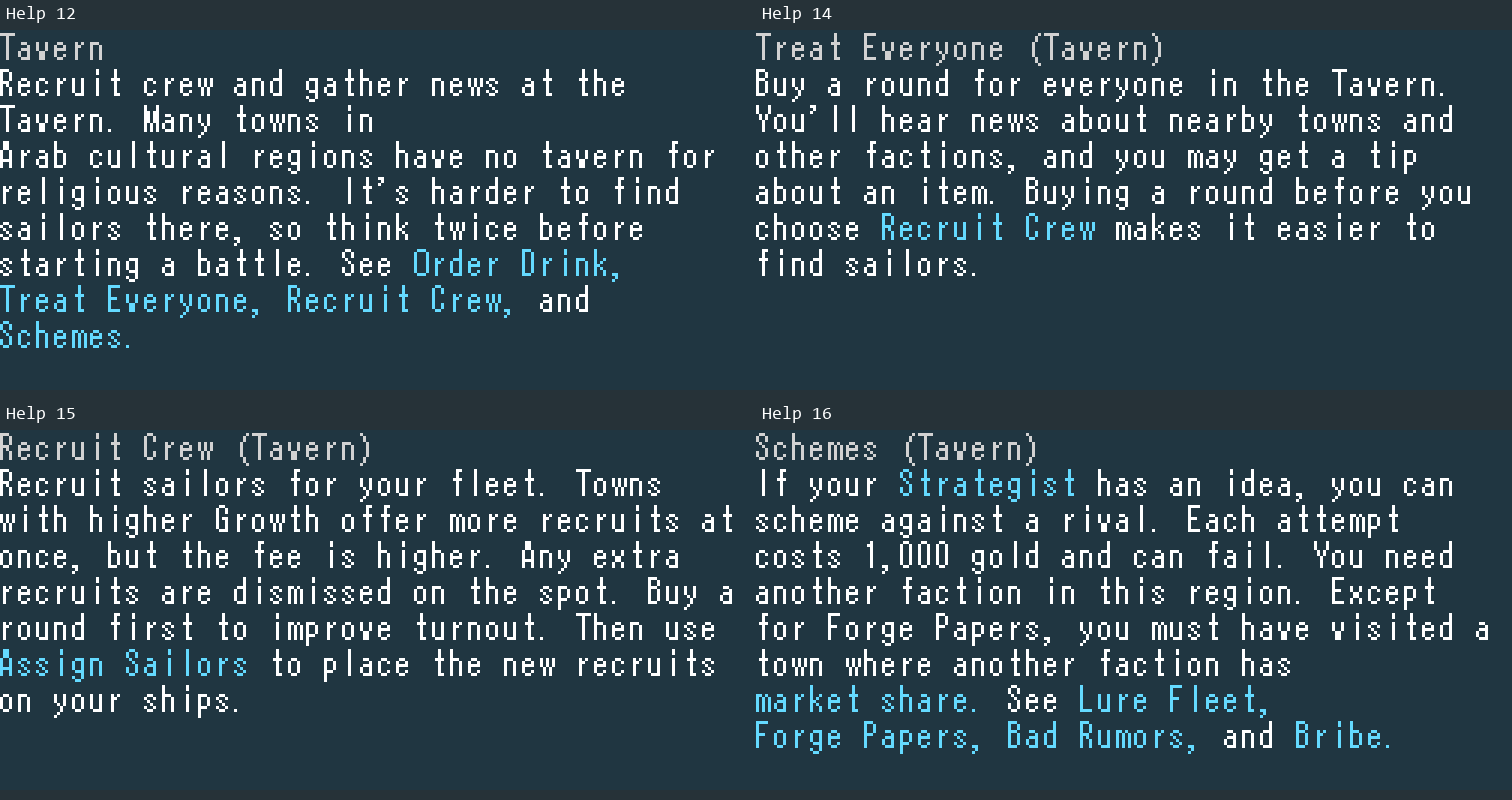 Help 12
Tavern
Recruit crew and gather news at the
Tavern. Many towns in
Arab cultural regions have no tavern for
religious reasons. It's harder to find
sailors there, so think twice before
starting a battle. See Order Drink,
Treat Everyone, Recruit Crew, and
Schemes.
Help 14
Treat Everyone (Tavern)
Buy a round for everyone in the Tavern.
You'll hear news about nearby towns and
other factions, and you may get a tip
about an item. Buying a round before you
choose Recruit Crew makes it easier to
find sailors.
Help 15
Recruit Crew (Tavern)
Recruit sailors for your fleet. Towns
with higher Growth offer more recruits at
once, but the fee is higher. Any extra
recruits are dismissed on the spot. Buy a
round first to improve turnout. Then use
Assign Sailors to place the new recruits
on your ships.
Help 16
Schemes (Tavern)
If your Strategist has an idea, you can
scheme against a rival. Each attempt
costs 1,000 gold and can fail. You need
another faction in this region. Except
for Forge Papers, you must have visited a
town where another faction has
market share. See Lure Fleet,
Forge Papers, Bad Rumors, and Bribe.